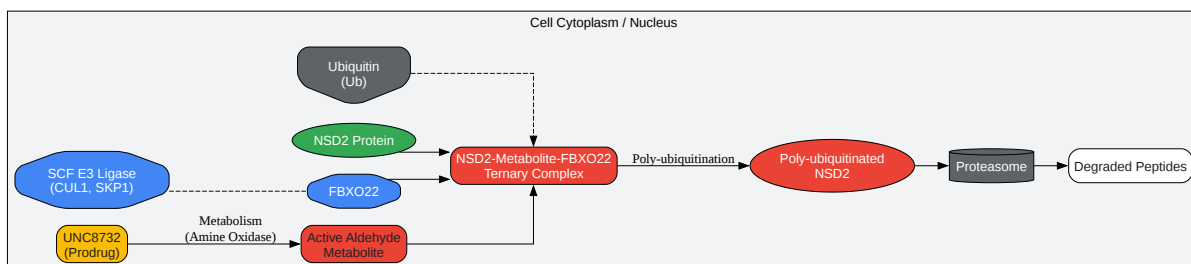 Cell Cytoplasm / Nucleus
Ubiquitin
(Ub)
NSD2 Protein
SCF E3 Ligase
(CUL1, SKP1)
FBXO22
NSD2-Metabolite-FBXO22
Ternary Complex
Poly-ubiquitination
Poly-ubiquitinated
NSD2
Proteasome
Degraded Peptides
UNC8732
(Prodrug)
Metabolism
(Amine Oxidase)
Active Aldehyde
Metabolite